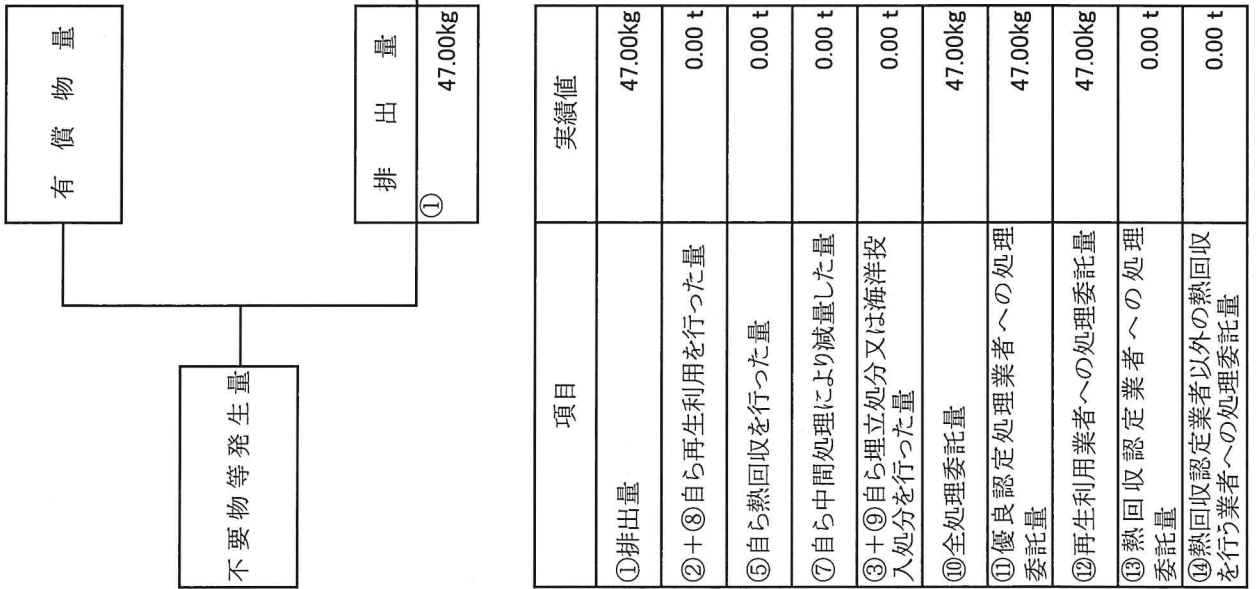 有償物量
不要物等発生量
排出量
① 47.00kg
項目 実績値
①排出量 47.00kg
②+⑧自ら再生利用を行った量 0.00 t
⑤自ら熱回収を行った量 0.00 t
⑦自ら中間処理により減量した量 0.00 t
③+⑨自ら埋立処分又は海洋投
入処分を行った量 0.00 t
⑩全処理委託量 47.00kg
⑪優良認定処理業者への処理
委託量 47.00kg
⑫再生利用業者への処理委託量 47.00kg
⑬熱回収認定業者への処理
委託量 0.00 t
⑭熱回収認定業者以外の熱回収
を行う業者への処理委託量 0.00 t